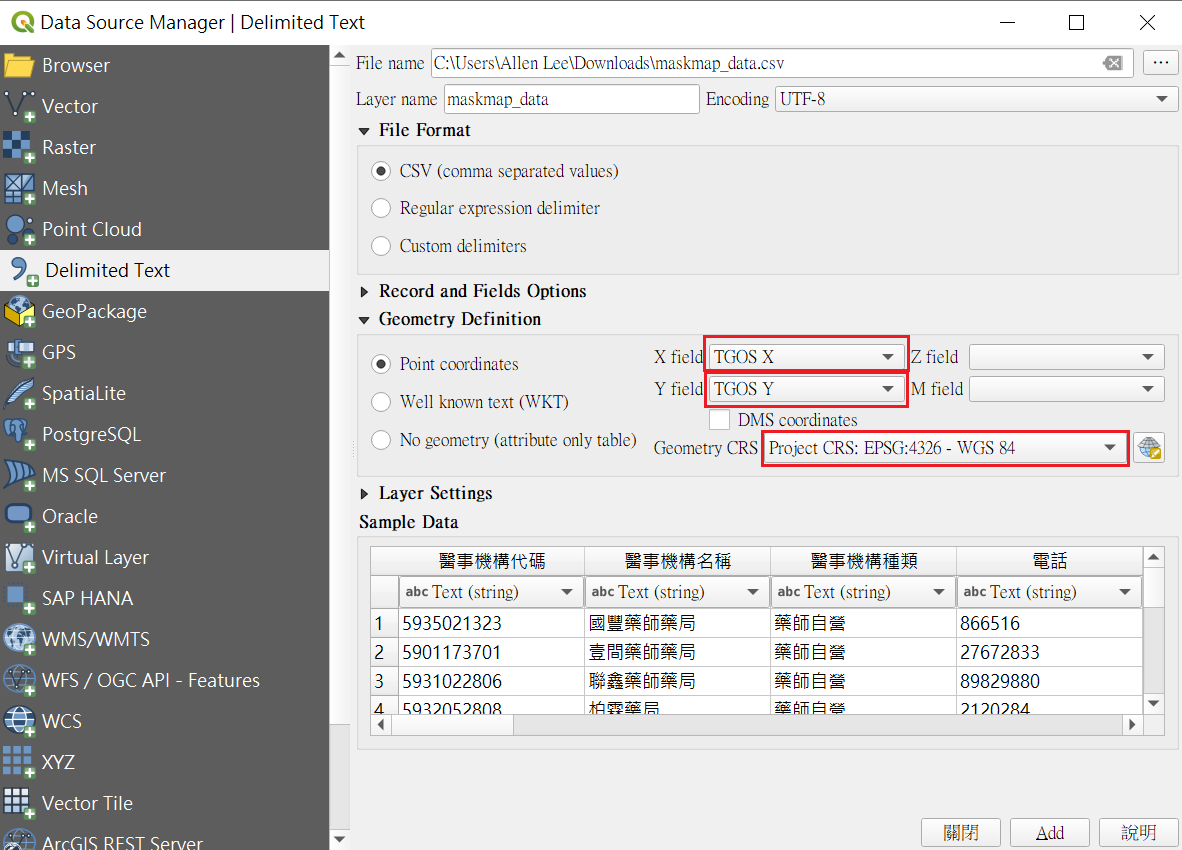 Data Source Manager | Delimited Text
Browser
Vector
Raster
Mesh
Point Cloud
Delimited Text
GeoPackage
GPS
SpatiaLite
PostgreSQL
MS SQL Server
Oracle
Virtual Layer
SAP HANA
WMS/WMTS
WFS / OGC API - Features
WCS
XYZ
Vector Tile
ArcGIS REST Server
File name C:\Users\Allen Lee\Downloads\maskmap_data.csv ...
Layer name maskmap_data Encoding UTF-8
File Format
CSV (comma separated values)
Regular expression delimiter
Custom delimiters
Record and Fields Options
Geometry Definition
Point coordinates X field TGOS X Z field
Y field TGOS Y M field
Well known text (WKT) DMS coordinates
No geometry (attribute only table) Geometry CRS Project CRS: EPSG:4326 - WGS 84
Layer Settings
Sample Data
醫事機構代碼 醫事機構名稱 醫事機構種類 電話
abc Text (string) abc Text (string) abc Text (string) abc Text (string)
1 5935021323 國豐藥師藥局 藥師自營 866516
2 5901173701 壹間藥師藥局 藥師自營 27672833
3 5931022806 聯鑫藥師藥局 藥師自營 89829880
4 5932052808 柏霖藥局 藥師自營 2120284
關閉 Add 說明